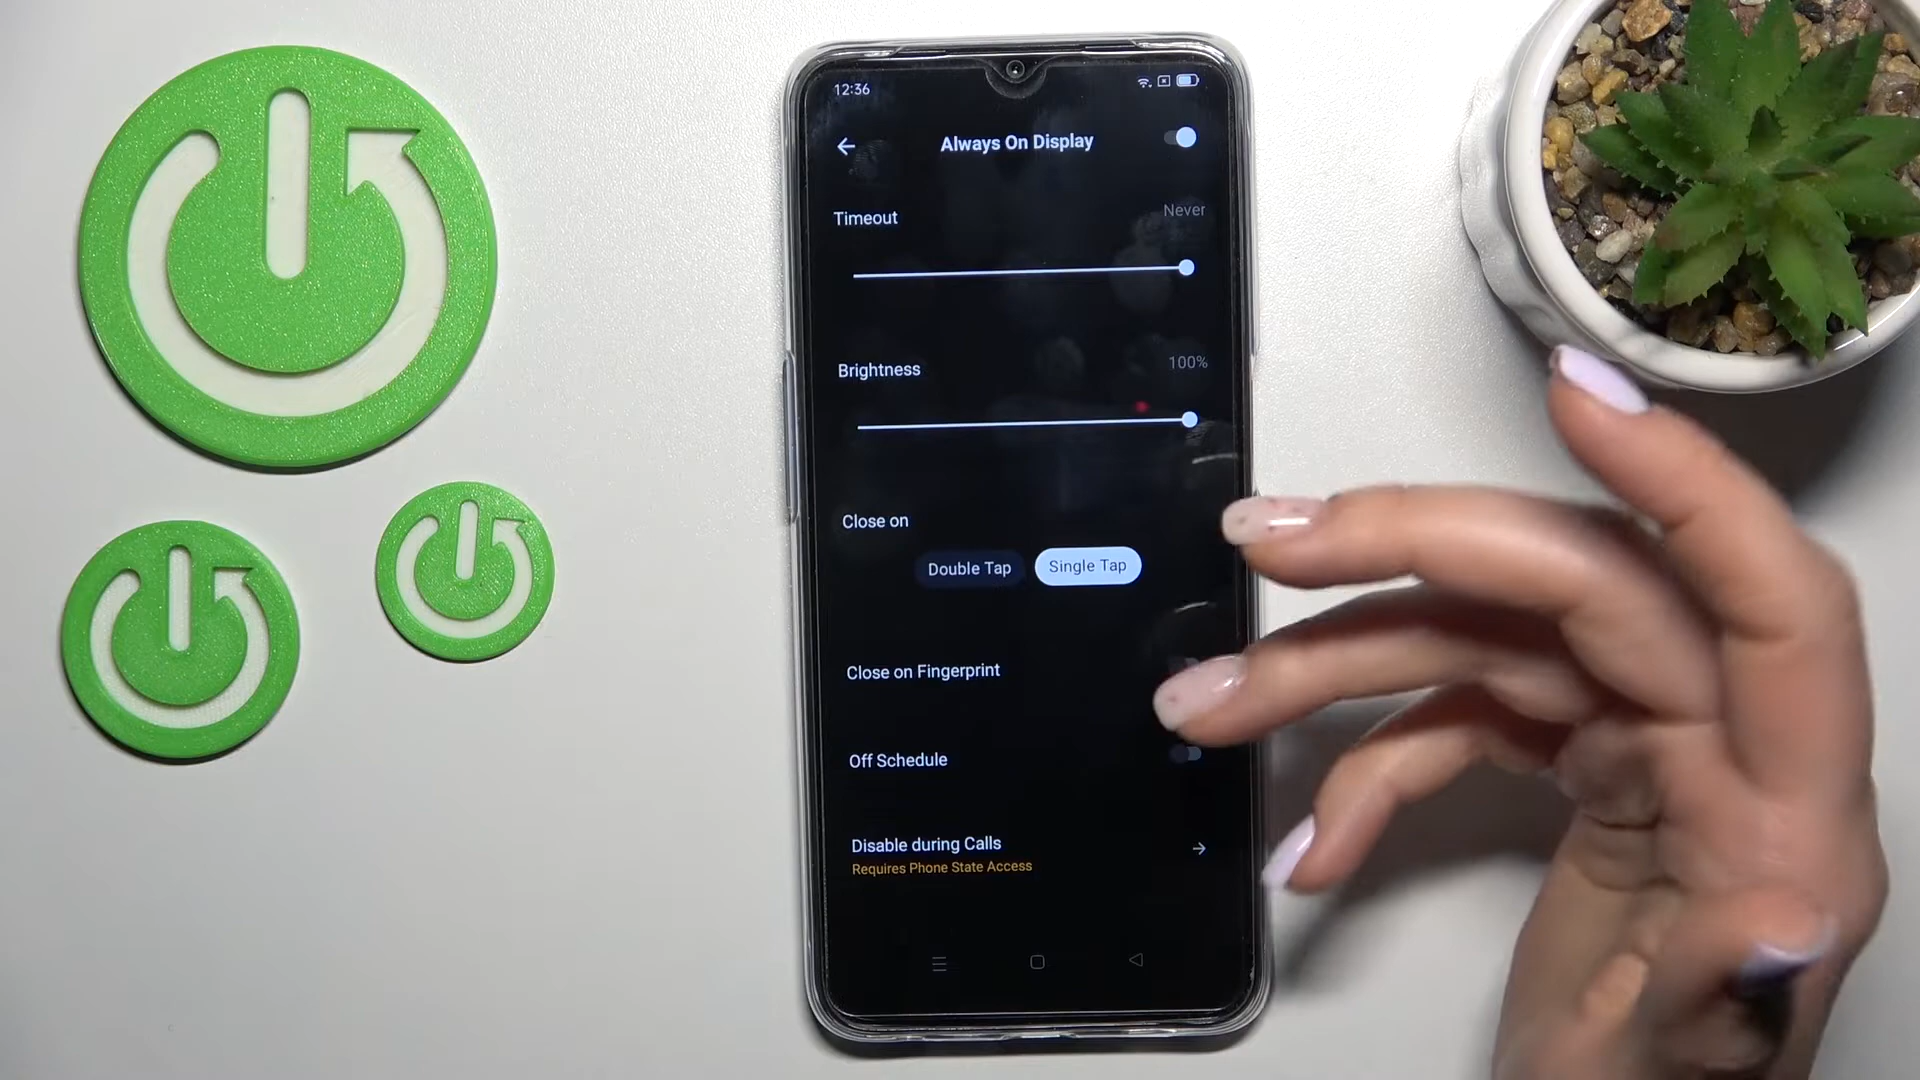 12:36
Always On Display
Timeout
Never
Brightness
100%
Close on
Double Tap
Single Tap
Close on Fingerprint
Off Schedule
Disable during Calls
Requires Phone State Access